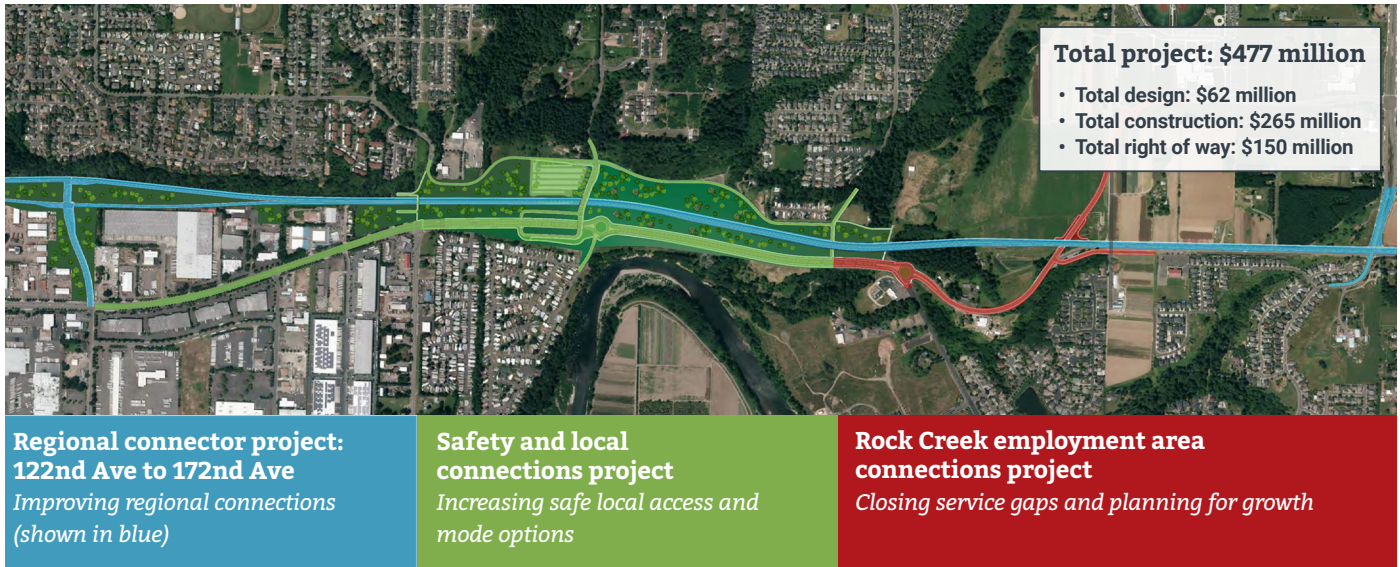 Total project: $477 million
• Total design: $62 million
• Total construction: $265 million
• Total right of way: $150 million
Regional connector project:
122nd Ave to 172nd Ave
Improving regional connections
(shown in blue)
Safety and local
connections project
Increasing safe local access and
mode options
Rock Creek employment area
connections project
Closing service gaps and planning for growth